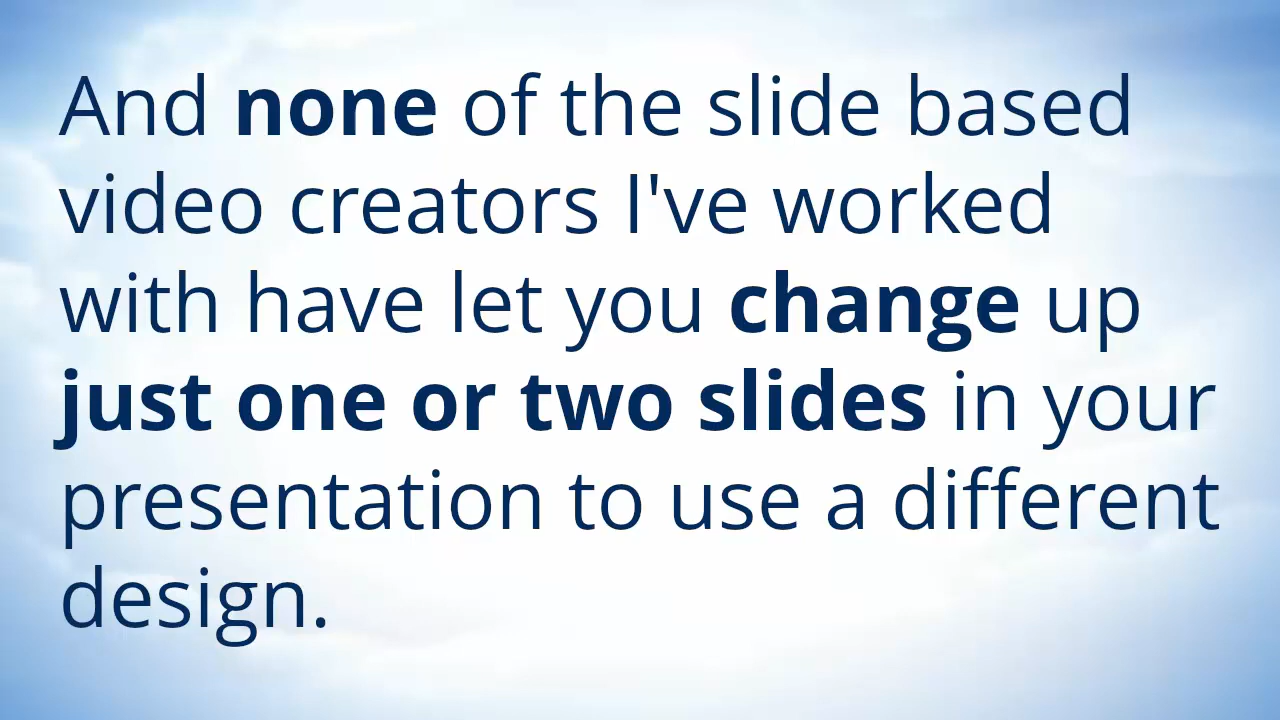 And none of the slide based
video creators I've worked
with have let you change up
just one or two slides in your
presentation to use a different
design.